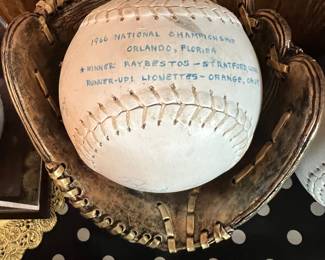 1966 NATIONAL CHAMPIONSHIP
ORLANDO, FLORIDA
* WINNER: RAYBESTOS - STRATFORD, CONN
RUNNER-UP: LIONETTES - ORANGE, CALIF